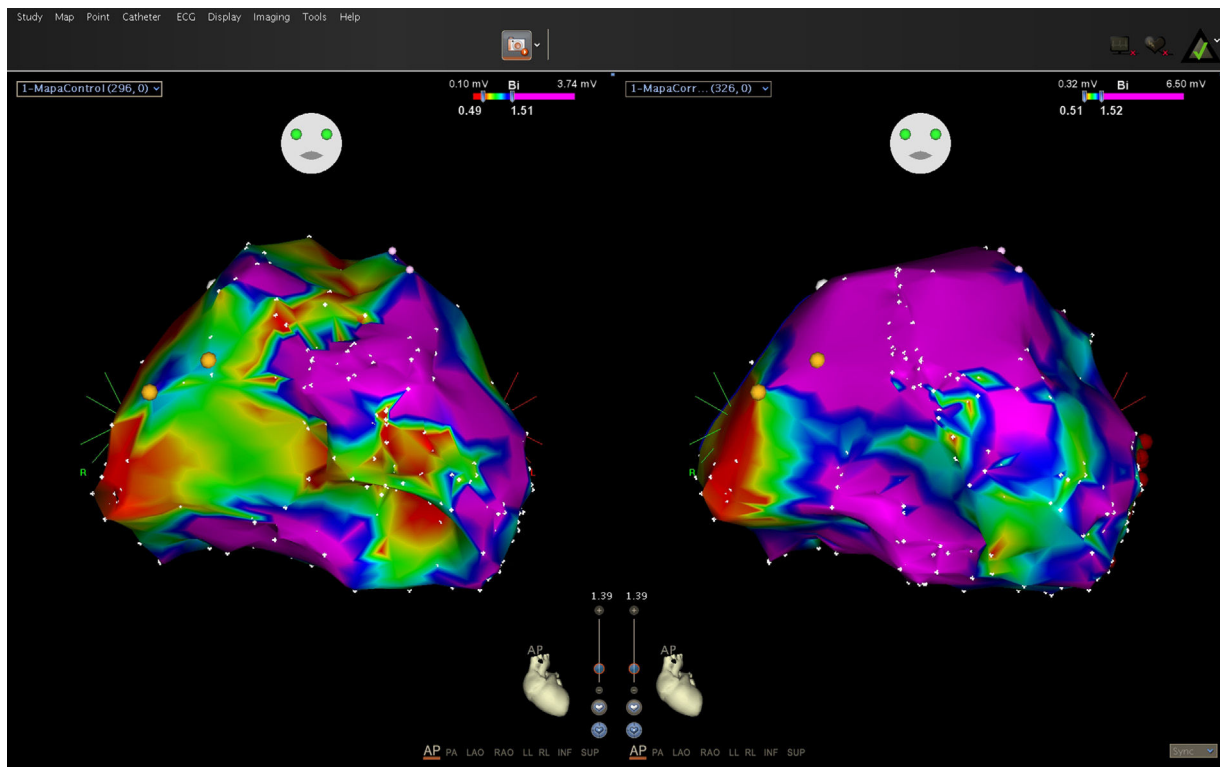 Study Map Point Catheter ECG Display Imaging Tools Help
1-MapaControl(296,0)
0.10 mV Bi 3.74 mV
0.49 1.51
1-MapaCorr...(326,0)
0.32 mV Bi 6.50 mV
0.51 1.52
R
R
1.39 1.39
AP AP
AP PA LAO RAO LL RL INF SUP
AP PA LAO RAO LL RL INF SUP
Sync